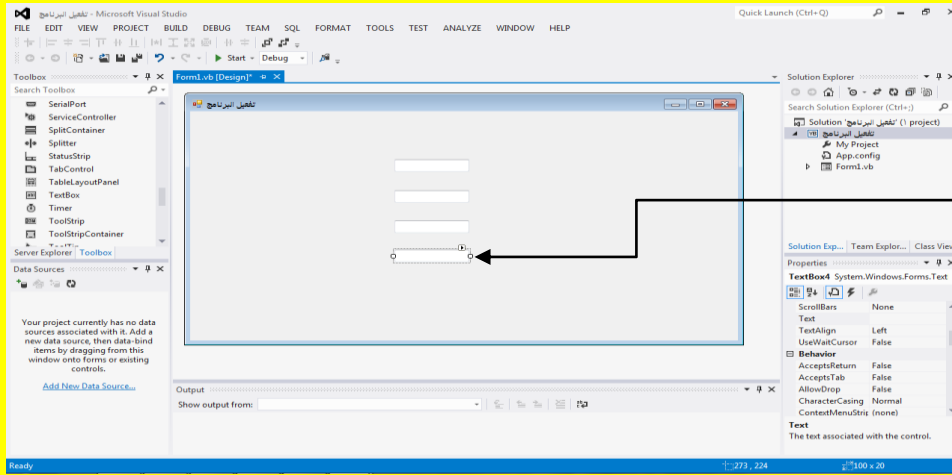 تفعيل البرنامج - Microsoft Visual Studio
Quick Launch (Ctrl+Q)
FILE EDIT VIEW PROJECT BUILD DEBUG TEAM SQL FORMAT TOOLS TEST ANALYZE WINDOW HELP
Start - Debug
Toolbox
Search Toolbox
SerialPort
ServiceController
SplitContainer
Splitter
StatusStrip
TabControl
TableLayoutPanel
TextBox
Timer
ToolStrip
ToolStripContainer
ToolTip
Server Explorer Toolbox
Data Sources
Your project currently has no data
sources associated with it. Add a
new data source, then data-bind
items by dragging from this
window onto forms or existing
controls.
Add New Data Source...
Form1.vb [Design]*
تفعيل البرنامج
Output
Show output from:
Solution Explorer
Search Solution Explorer (Ctrl+;)
Solution 'تفعيل البرنامج' (١ project)
تفعيل البرنامج
My Project
App.config
Form1.vb
Solution Exp... Team Explor... Class View
Properties
TextBox4 System.Windows.Forms.Text
ScrollBars None
Text
TextAlign Left
UseWaitCursor False
Behavior
AcceptsReturn False
AcceptsTab False
AllowDrop False
CharacterCasing Normal
ContextMenuStrip (none)
Text
The text associated with the control.
Ready
273 , 224
100 x 20